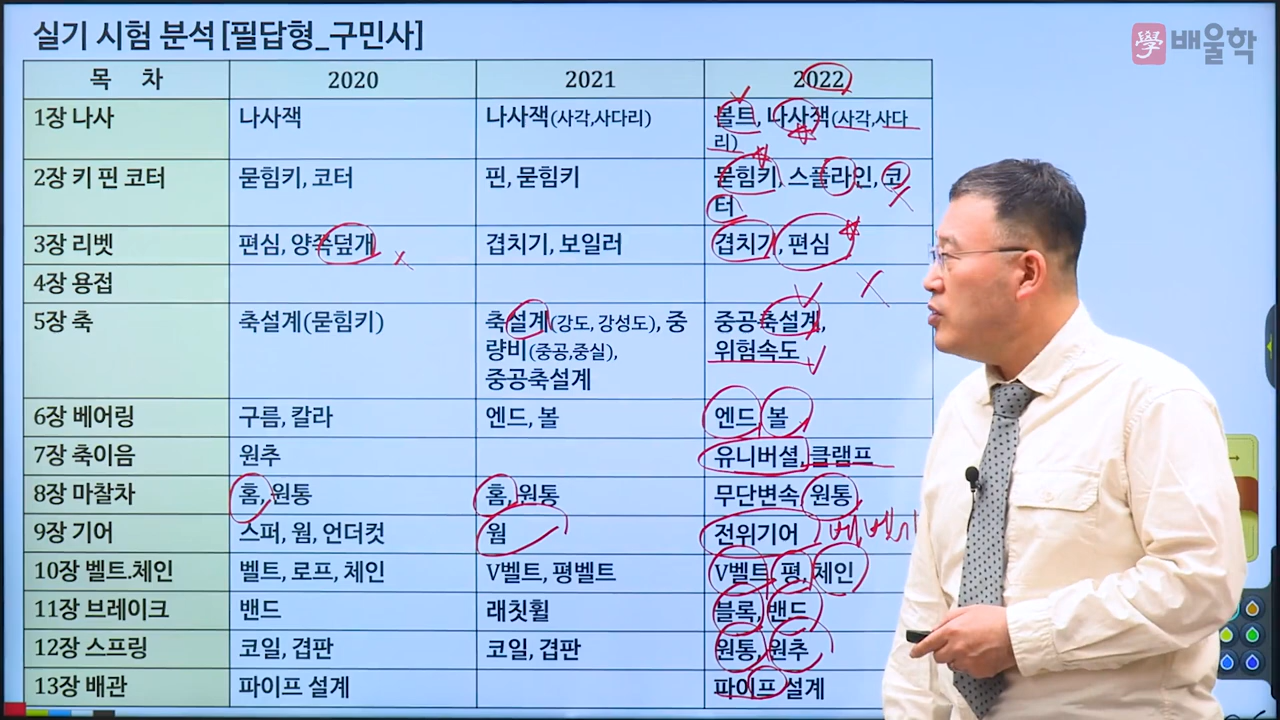 실기 시험 분석 [필답형_구민사]
學 배울학
목 차 2020 2021 2022
1장 나사 나사잭 나사잭(사각,사다리) 볼트, 나사잭(사각,사다
리)
2장 키 핀 코터 묻힘키, 코터 핀, 묻힘키 묻힘키, 스플라인, 코
터
3장 리벳 편심, 양쪽덮개 겹치기, 보일러 겹치기, 편심
4장 용접
5장 축 축설계(묻힘키) 축설계(강도, 강성도), 중 중공축설계,
량비(중공,중실), 위험속도
중공축설계
6장 베어링 구름, 칼라 엔드, 볼 엔드, 볼
7장 축이음 원추 유니버셜, 클램프
8장 마찰차 홈, 원통 홈, 원통 무단변속, 원통
9장 기어 스퍼, 웜, 언더컷 웜 전위기어
10장 벨트.체인 벨트, 로프, 체인 V벨트, 평벨트 V벨트, 평, 체인
11장 브레이크 밴드 래칫휠 블록, 밴드
12장 스프링 코일, 겹판 코일, 겹판 원통, 원추
13장 배관 파이프 설계 파이프 설계